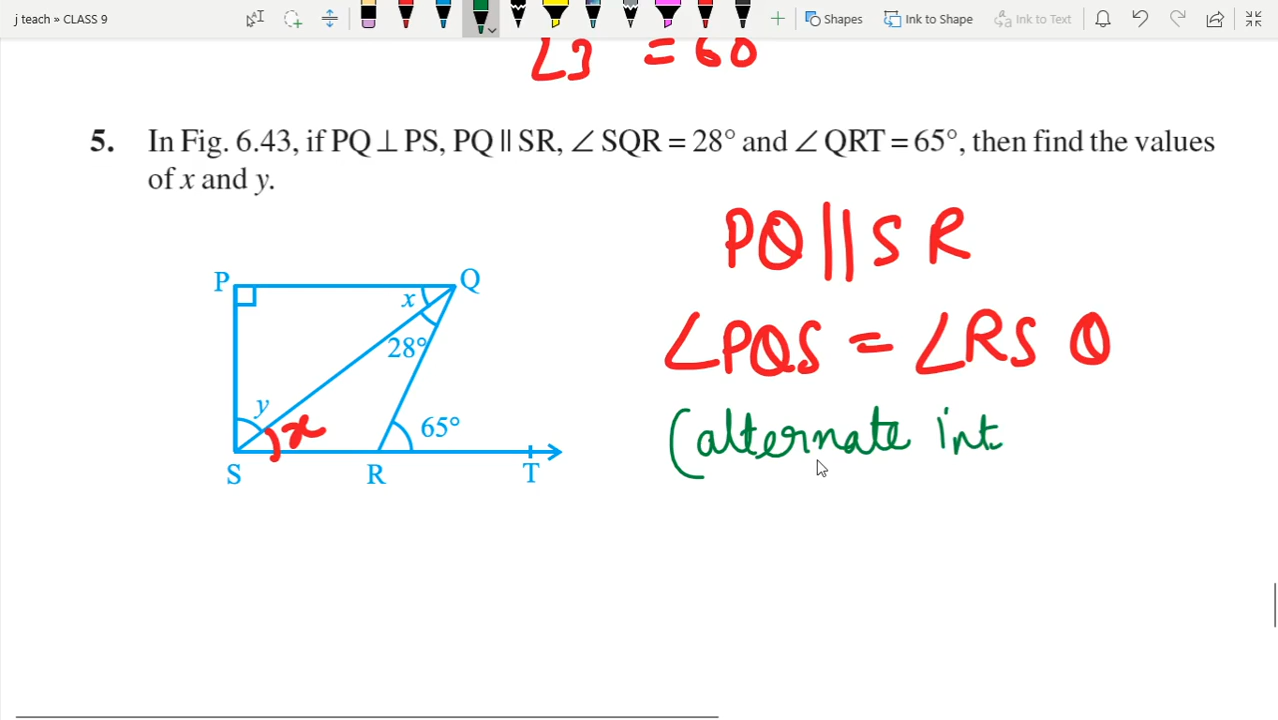 j teach » CLASS 9
Shapes
Ink to Shape
Ink to Text
∠3 = 60
5. In Fig. 6.43, if PQ ⊥ PS, PQ || SR, ∠ SQR = 28° and ∠ QRT = 65°, then find the values
of x and y.
PQ || SR
∠PQS = ∠RSQ
(alternate int
P
Q
x
28°
y
x
65°
S
R
T